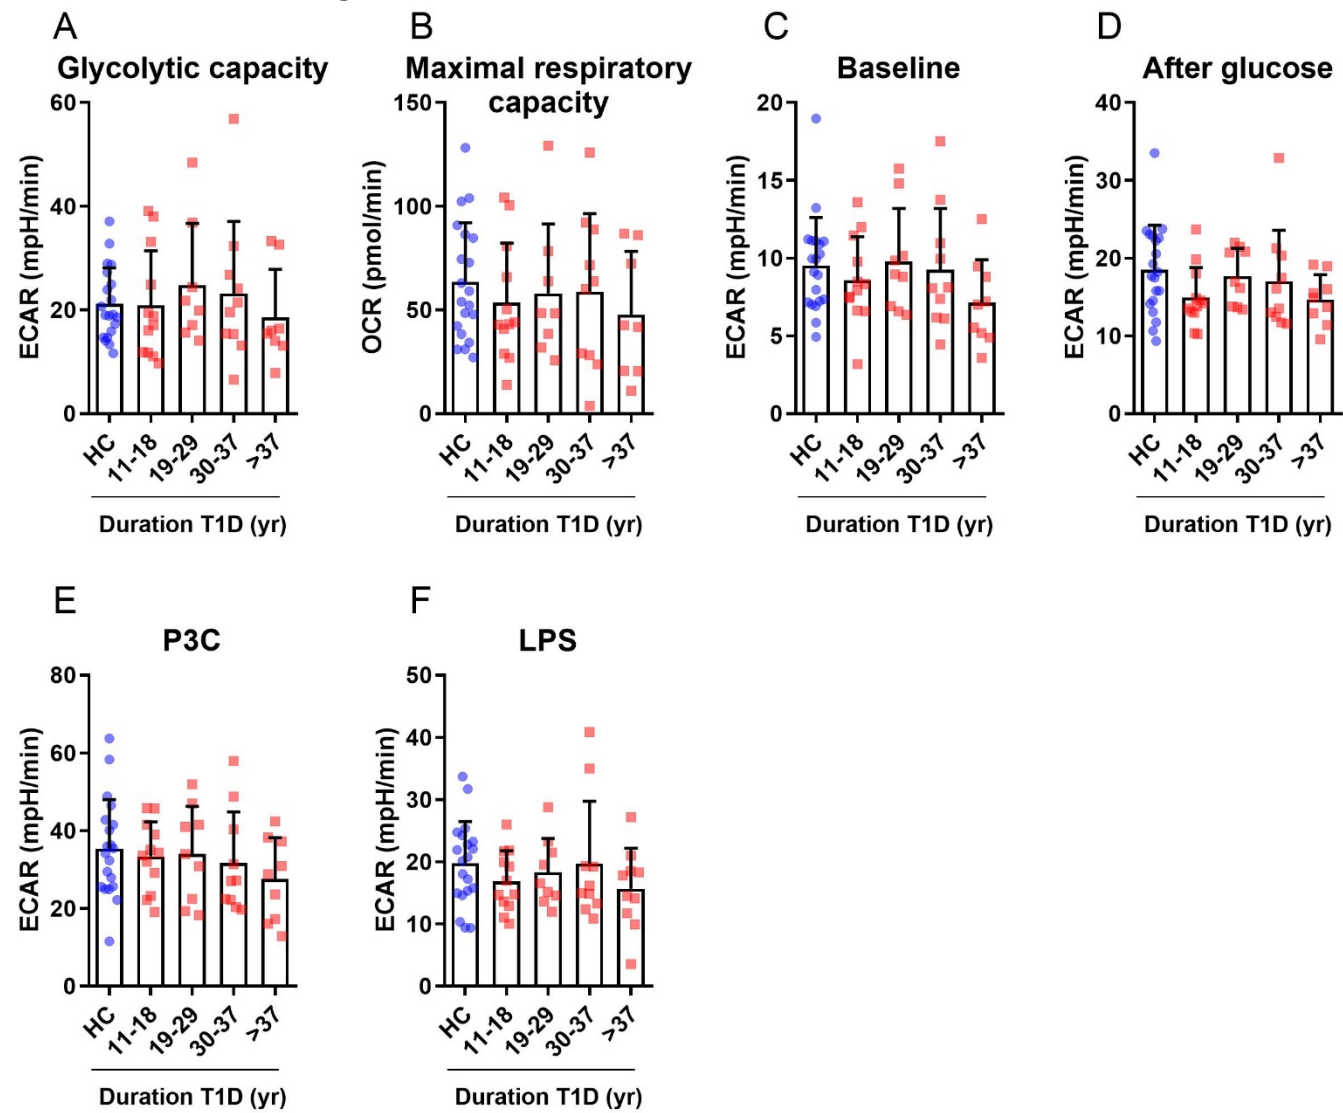 A
Glycolytic capacity
60
40
20
0
ECAR (mpH/min)
HC
11-18
19-29
30-37
>37
Duration T1D (yr)
B
Maximal respiratory
capacity
150
100
50
0
OCR (pmol/min)
HC
11-18
19-29
30-37
>37
Duration T1D (yr)
C
Baseline
20
15
10
5
0
ECAR (mpH/min)
HC
11-18
19-29
30-37
>37
Duration T1D (yr)
D
After glucose
40
30
20
10
0
ECAR (mpH/min)
HC
11-18
19-29
30-37
>37
Duration T1D (yr)
E
P3C
80
60
40
20
0
ECAR (mpH/min)
HC
11-18
19-29
30-37
>37
Duration T1D (yr)
F
LPS
50
40
30
20
10
0
ECAR (mpH/min)
HC
11-18
19-29
30-37
>37
Duration T1D (yr)